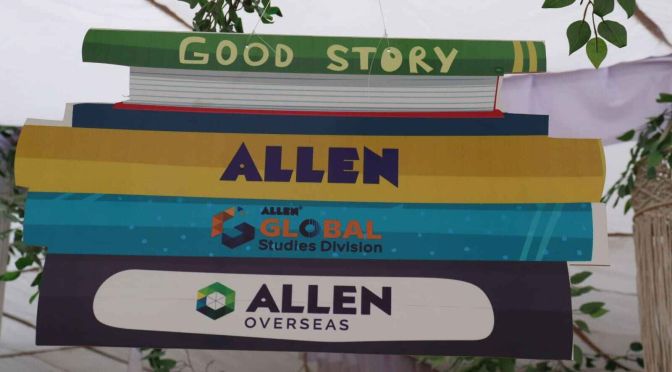 GOOD STORY
ALLEN
ALLEN
GLOBAL
Studies Division
ALLEN
OVERSEAS